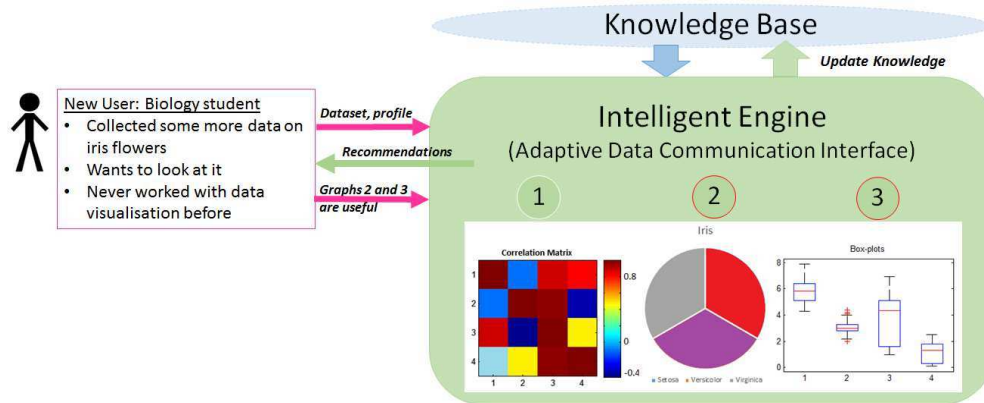 Knowledge Base
Update Knowledge
New User: Biology student
• Collected some more data on
iris flowers
• Wants to look at it
• Never worked with data
visualisation before
Dataset, profile
Recommendations
Graphs 2 and 3
are useful
Intelligent Engine
(Adaptive Data Communication Interface)
1
2
3
Correlation Matrix
1
2
3
4
1 2 3 4
0.8
-0.4
Iris
Setosa Versicolor Virginica
Box-plots
8
6
4
2
0
1 2 3 4